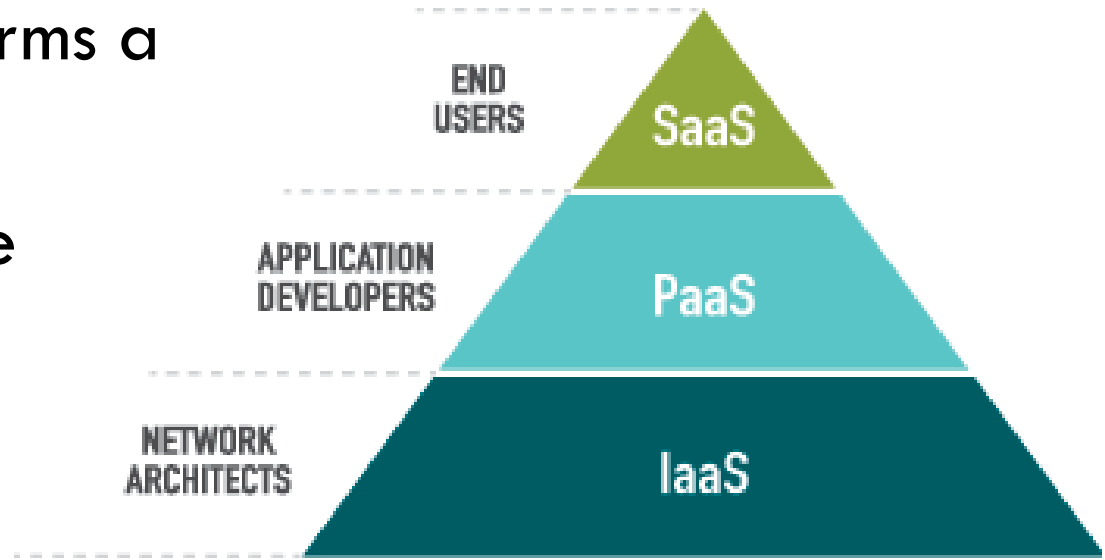 rms a
END
USERS
SaaS
e
APPLICATION
DEVELOPERS
PaaS
NETWORK
ARCHITECTS
IaaS